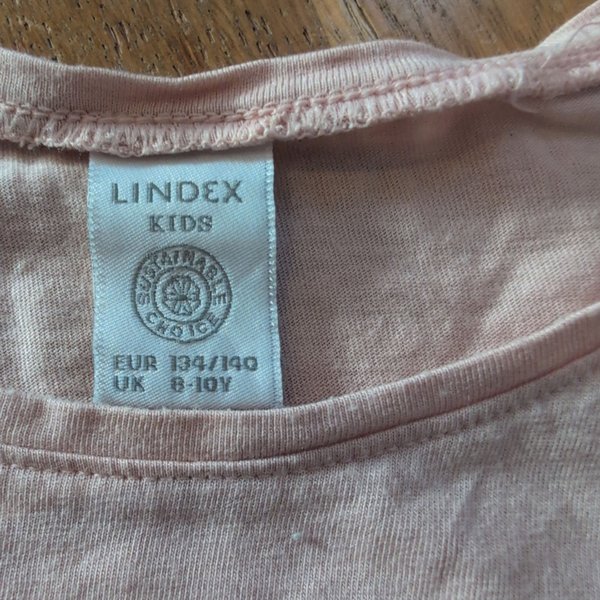 LINDEX
KIDS
SUSTAINABLE
CHOICE
EUR 134/140
UK 8-10Y